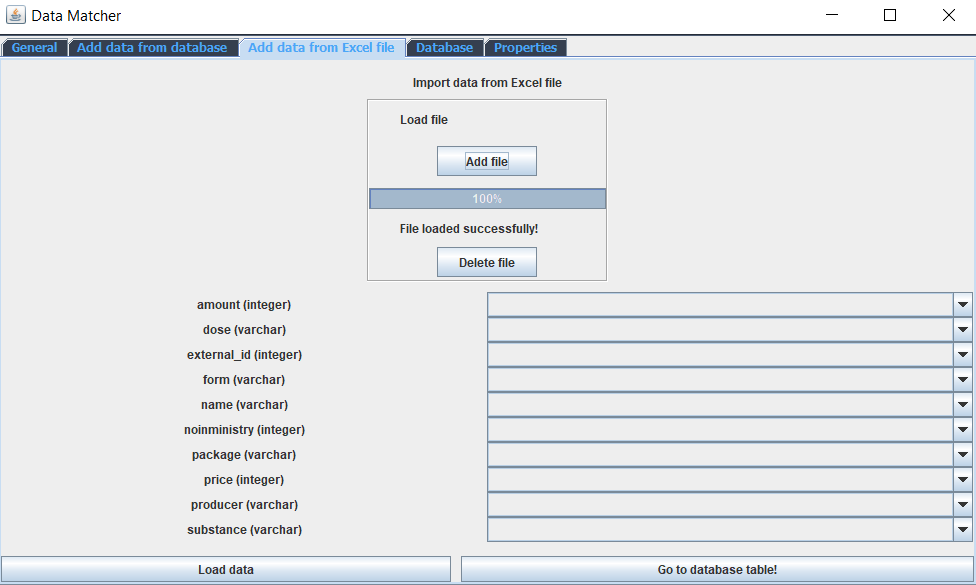 Data Matcher
General Add data from database Add data from Excel file Database Properties
Import data from Excel file
Load file
Add file
100%
File loaded successfully!
Delete file
amount (integer)
dose (varchar)
external_id (integer)
form (varchar)
name (varchar)
noinministry (integer)
package (varchar)
price (integer)
producer (varchar)
substance (varchar)
Load data Go to database table!